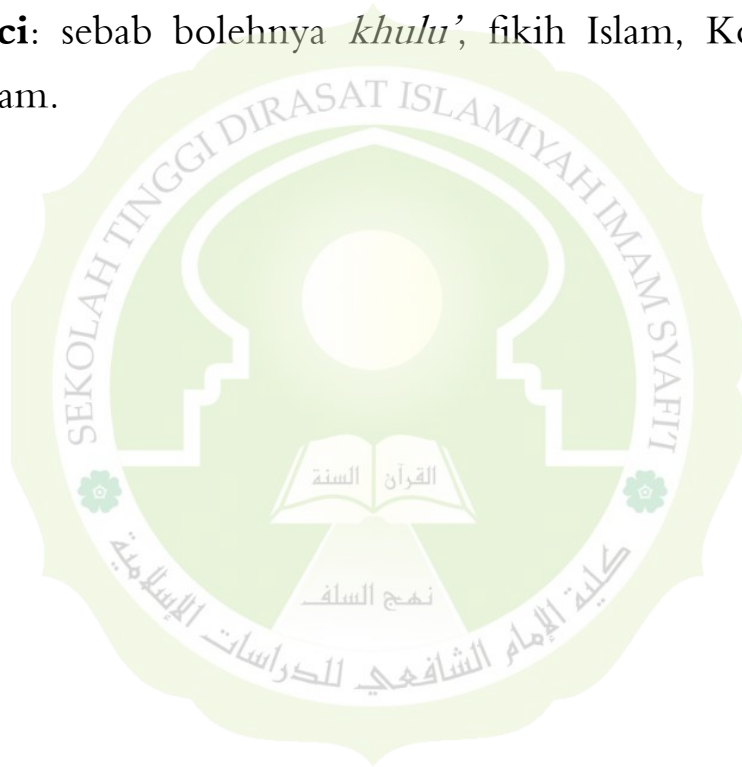 ci: sebab bolehnya khulu’, fikih Islam, Ko
am.
SEKOLAH TINGGI DIRASAT ISLAMIYAH IMAM SYAFI'I
القرآن السنة
نهج السلف
كلية الإمام الشافعي للدراسات الإسلامية